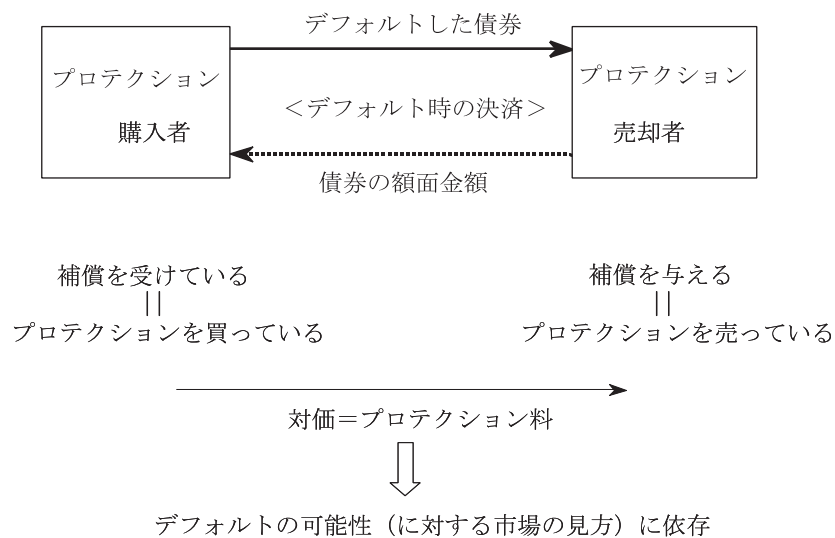 デフォルトした債券
プロテクション
購入者
プロテクション
売却者
＜デフォルト時の決済＞
債券の額面金額
補償を受けている
||
プロテクションを買っている
補償を与える
||
プロテクションを売っている
対価＝プロテクション料
デフォルトの可能性（に対する市場の見方）に依存